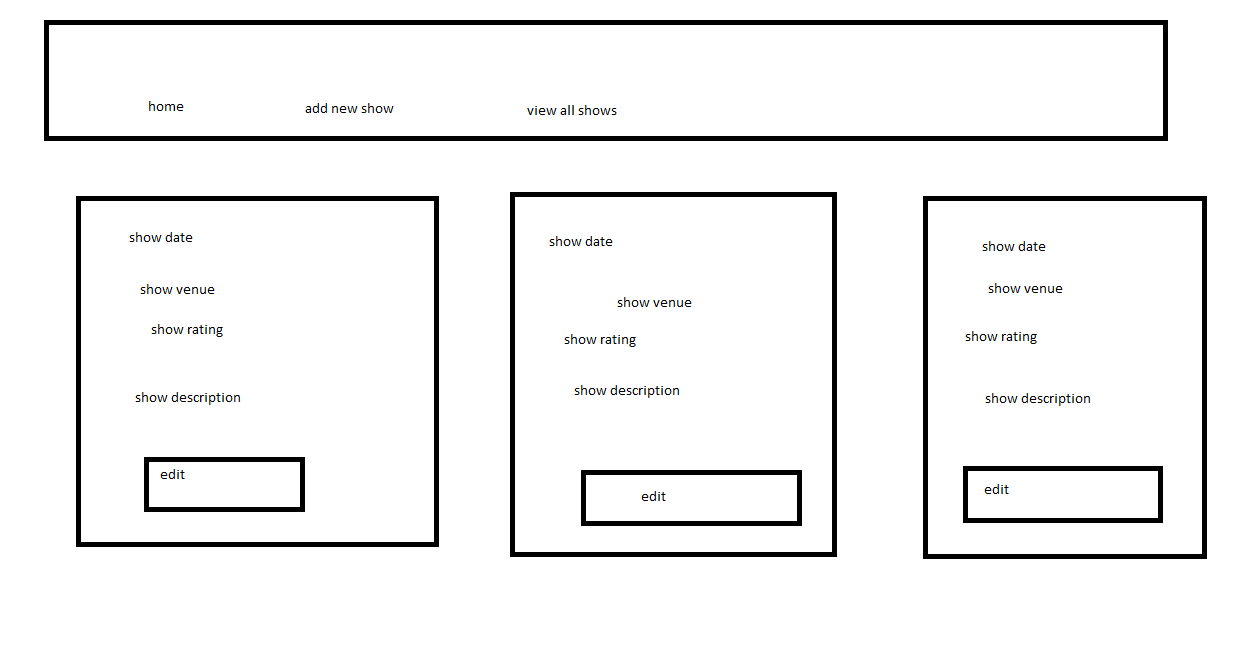 home
add new show
view all shows
show date
show venue
show rating
show description
edit
show date
show venue
show rating
show description
edit
show date
show venue
show rating
show description
edit